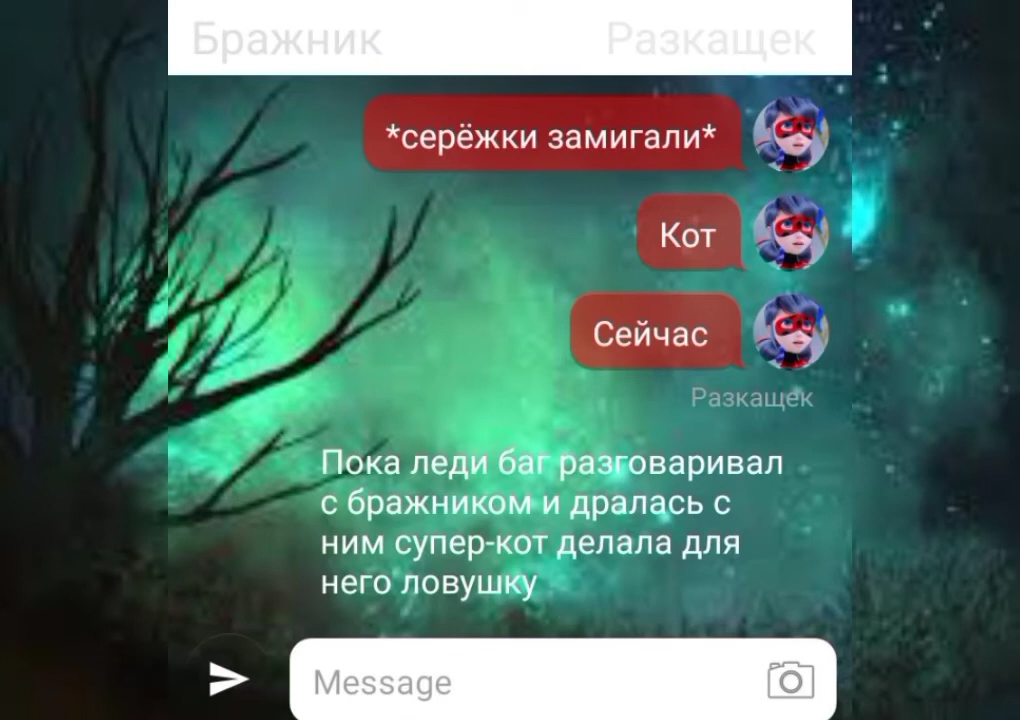 Бражник Разкащек
*серёжки замигали*
Кот
Сейчас
Разкащек
Пока леди баг разговаривал
с бражником и дралась с
ним супер-кот делала для
него ловушку
Message